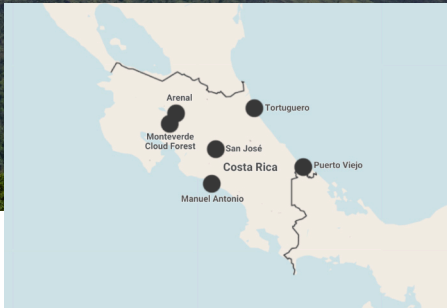 Arenal
Tortuguero
Monteverde
Cloud Forest
San José
Costa Rica
Puerto Viejo
Manuel Antonio